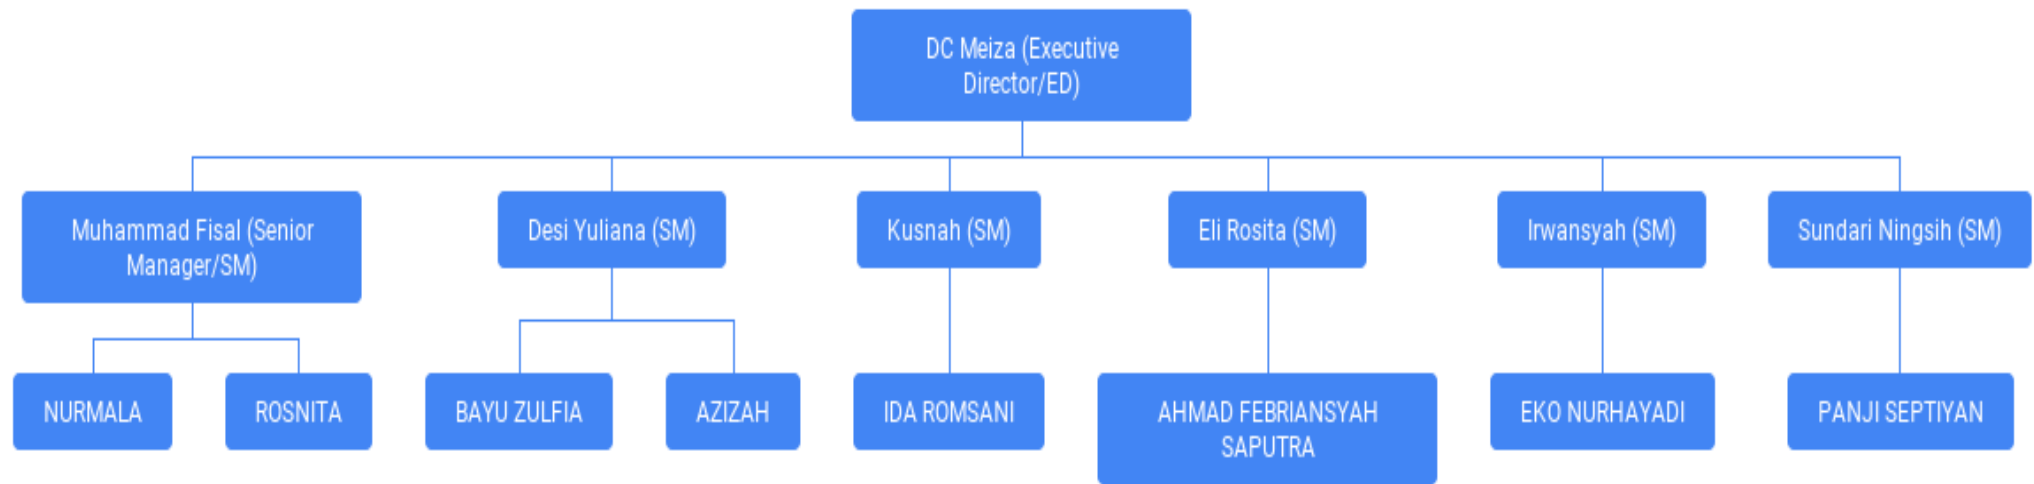 DC Meiza (Executive
Director/ED)
Muhammad Fisal (Senior
Manager/SM)
Desi Yuliana (SM)
Kusnah (SM)
Eli Rosita (SM)
Irwansyah (SM)
Sundari Ningsih (SM)
NURMALA
ROSNITA
BAYU ZULFIA
AZIZAH
IDA ROMSANI
AHMAD FEBRIANSYAH
SAPUTRA
EKO NURHAYADI
PANJI SEPTIYAN